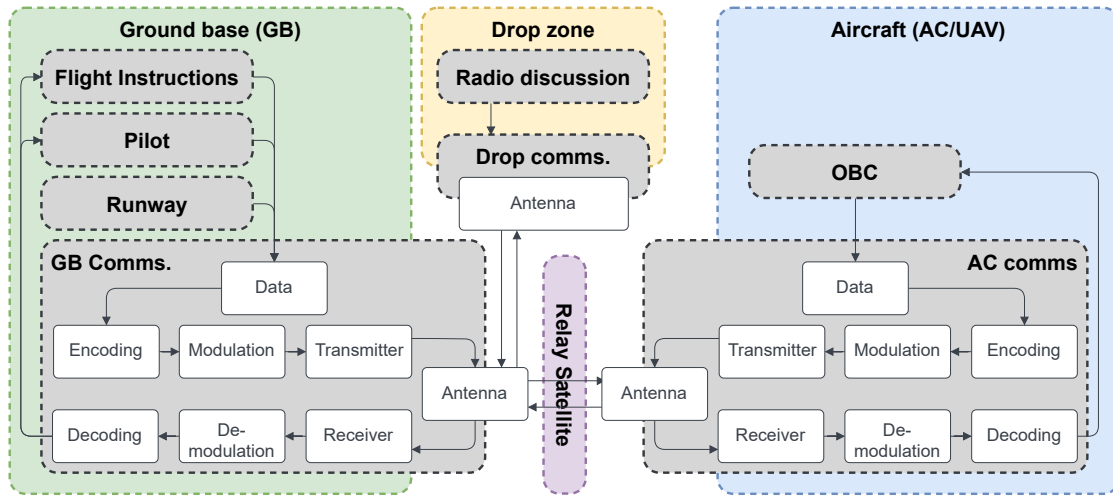 Ground base (GB)
Flight Instructions
Pilot
Runway
GB Comms.
Data
Encoding
Modulation
Transmitter
Antenna
Decoding
De-
modulation
Receiver
Drop zone
Radio discussion
Drop comms.
Antenna
Relay Satellite
Aircraft (AC/UAV)
OBC
AC comms
Data
Transmitter
Modulation
Encoding
Antenna
Receiver
De-
modulation
Decoding